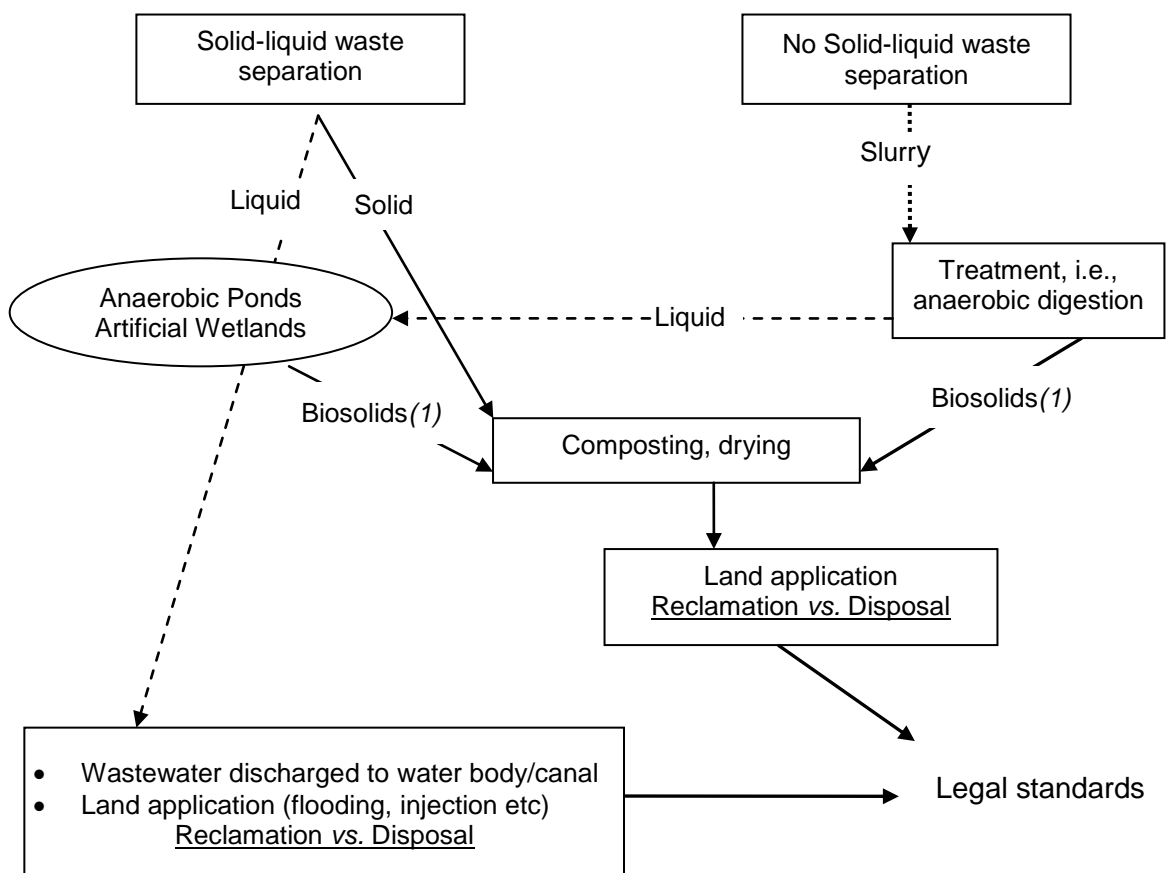 Solid-liquid waste
separation
No Solid-liquid waste
separation
Slurry
Liquid
Solid
Anaerobic Ponds
Artificial Wetlands
Liquid
Treatment, i.e.,
anaerobic digestion
Biosolids(1)
Biosolids(1)
Composting, drying
Land application
Reclamation vs. Disposal
• Wastewater discharged to water body/canal
• Land application (flooding, injection etc)
Reclamation vs. Disposal
Legal standards